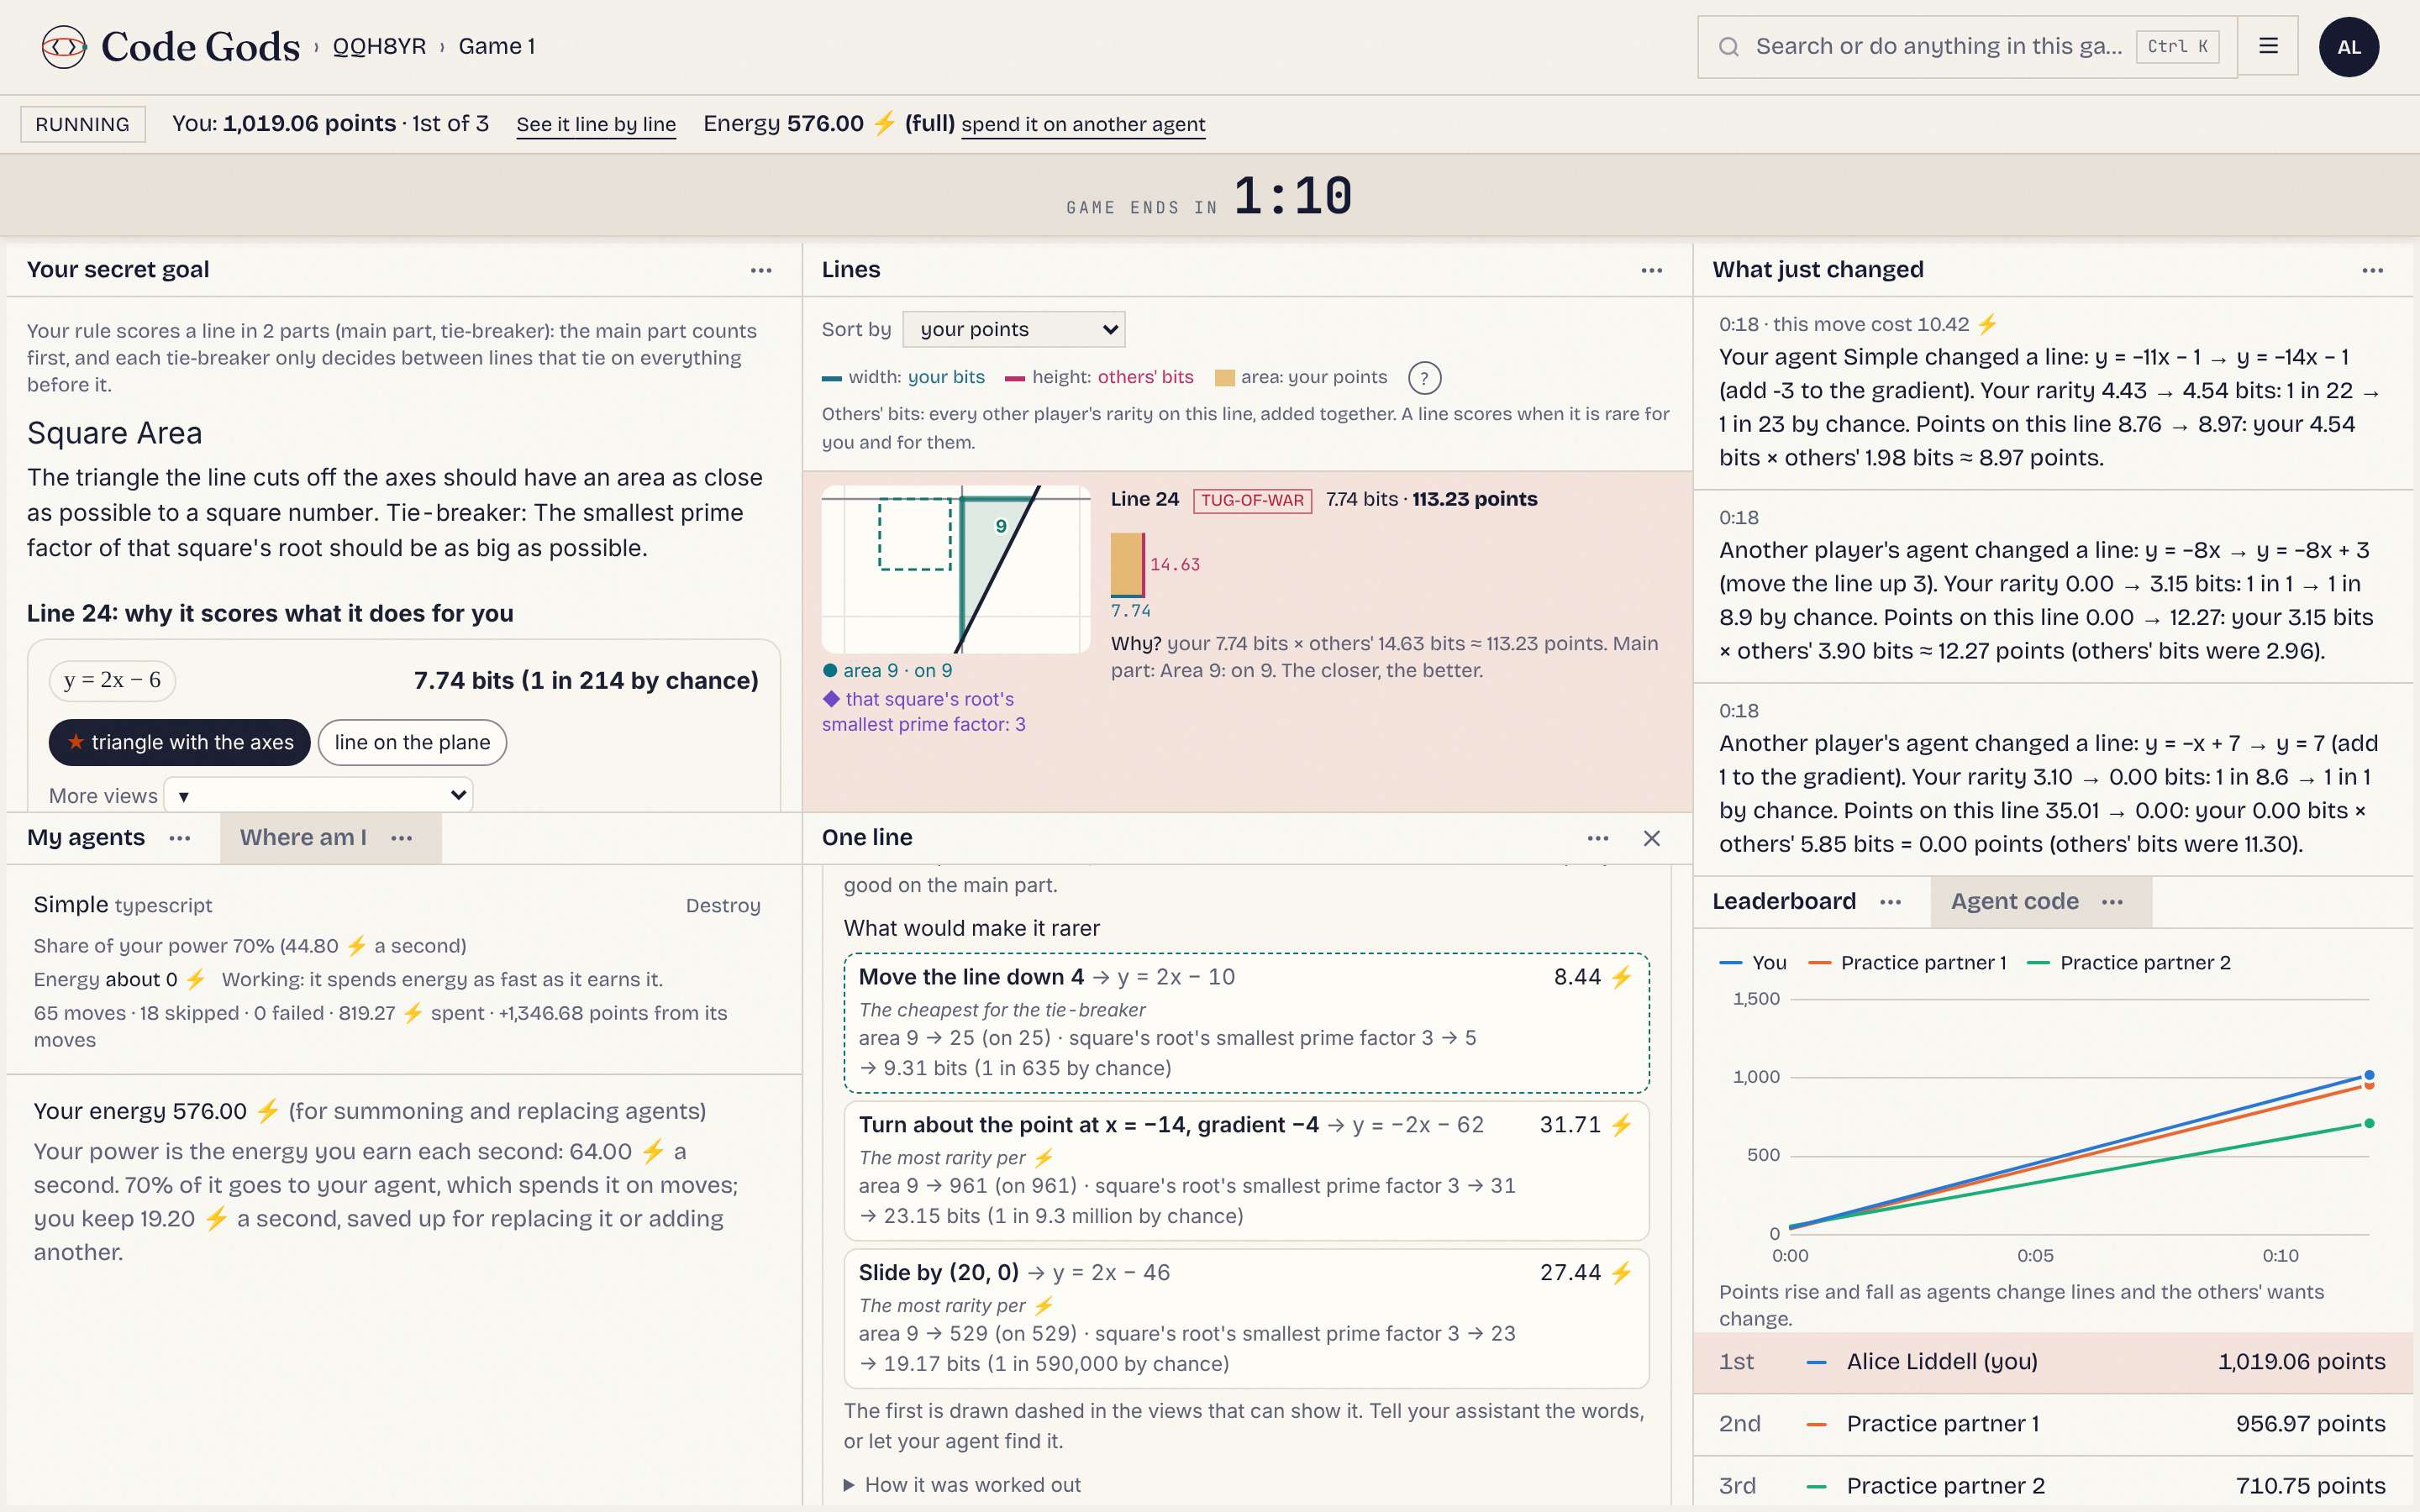 Code Gods › QQH8YR › Game 1
Search or do anything in this ga... Ctrl K
AL
RUNNING
You: 1,019.06 points · 1st of 3
See it line by line
Energy 576.00 ⚡ (full) spend it on another agent
GAME ENDS IN 1:10
Your secret goal
Your rule scores a line in 2 parts (main part, tie-breaker): the main part counts
first, and each tie-breaker only decides between lines that tie on everything
before it.
Square Area
The triangle the line cuts off the axes should have an area as close
as possible to a square number. Tie-breaker: The smallest prime
factor of that square's root should be as big as possible.
Line 24: why it scores what it does for you
y = 2x − 6
7.74 bits (1 in 214 by chance)
★ triangle with the axes
line on the plane
More views ▾
My agents
Where am I
Simple typescript
Destroy
Share of your power 70% (44.80 ⚡ a second)
Energy about 0 ⚡ Working: it spends energy as fast as it earns it.
65 moves · 18 skipped · 0 failed · 819.27 ⚡ spent · +1,346.68 points from its
moves
Your energy 576.00 ⚡ (for summoning and replacing agents)
Your power is the energy you earn each second: 64.00 ⚡ a
second. 70% of it goes to your agent, which spends it on moves;
you keep 19.20 ⚡ a second, saved up for replacing it or adding
another.
Lines
Sort by your points
width: your bits
height: others' bits
area: your points
?
Others' bits: every other player's rarity on this line, added together. A line scores when it is rare for
you and for them.
9
area 9 · on 9
that square's root's
smallest prime factor: 3
Line 24 TUG-OF-WAR 7.74 bits · 113.23 points
14.63
7.74
Why? your 7.74 bits × others' 14.63 bits ≈ 113.23 points. Main
part: Area 9: on 9. The closer, the better.
One line
good on the main part.
What would make it rarer
Move the line down 4 → y = 2x − 10
8.44 ⚡
The cheapest for the tie-breaker
area 9 → 25 (on 25) · square's root's smallest prime factor 3 → 5
→ 9.31 bits (1 in 635 by chance)
Turn about the point at x = −14, gradient −4 → y = −2x − 62
31.71 ⚡
The most rarity per ⚡
area 9 → 961 (on 961) · square's root's smallest prime factor 3 → 31
→ 23.15 bits (1 in 9.3 million by chance)
Slide by (20, 0) → y = 2x − 46
27.44 ⚡
The most rarity per ⚡
area 9 → 529 (on 529) · square's root's smallest prime factor 3 → 23
→ 19.17 bits (1 in 590,000 by chance)
The first is drawn dashed in the views that can show it. Tell your assistant the words,
or let your agent find it.
▶ How it was worked out
What just changed
0:18 · this move cost 10.42 ⚡
Your agent Simple changed a line: y = −11x − 1 → y = −14x − 1
(add -3 to the gradient). Your rarity 4.43 → 4.54 bits: 1 in 22 →
1 in 23 by chance. Points on this line 8.76 → 8.97: your 4.54
bits × others' 1.98 bits ≈ 8.97 points.
0:18
Another player's agent changed a line: y = −8x → y = −8x + 3
(move the line up 3). Your rarity 0.00 → 3.15 bits: 1 in 1 → 1 in
8.9 by chance. Points on this line 0.00 → 12.27: your 3.15 bits
× others' 3.90 bits ≈ 12.27 points (others' bits were 2.96).
0:18
Another player's agent changed a line: y = −x + 7 → y = 7 (add
1 to the gradient). Your rarity 3.10 → 0.00 bits: 1 in 8.6 → 1 in 1
by chance. Points on this line 35.01 → 0.00: your 0.00 bits ×
others' 5.85 bits = 0.00 points (others' bits were 11.30).
Leaderboard
Agent code
You
Practice partner 1
Practice partner 2
1,500
1,000
500
0
0:00
0:05
0:10
Points rise and fall as agents change lines and the others' wants
change.
1st Alice Liddell (you) 1,019.06 points
2nd Practice partner 1 956.97 points
3rd Practice partner 2 710.75 points